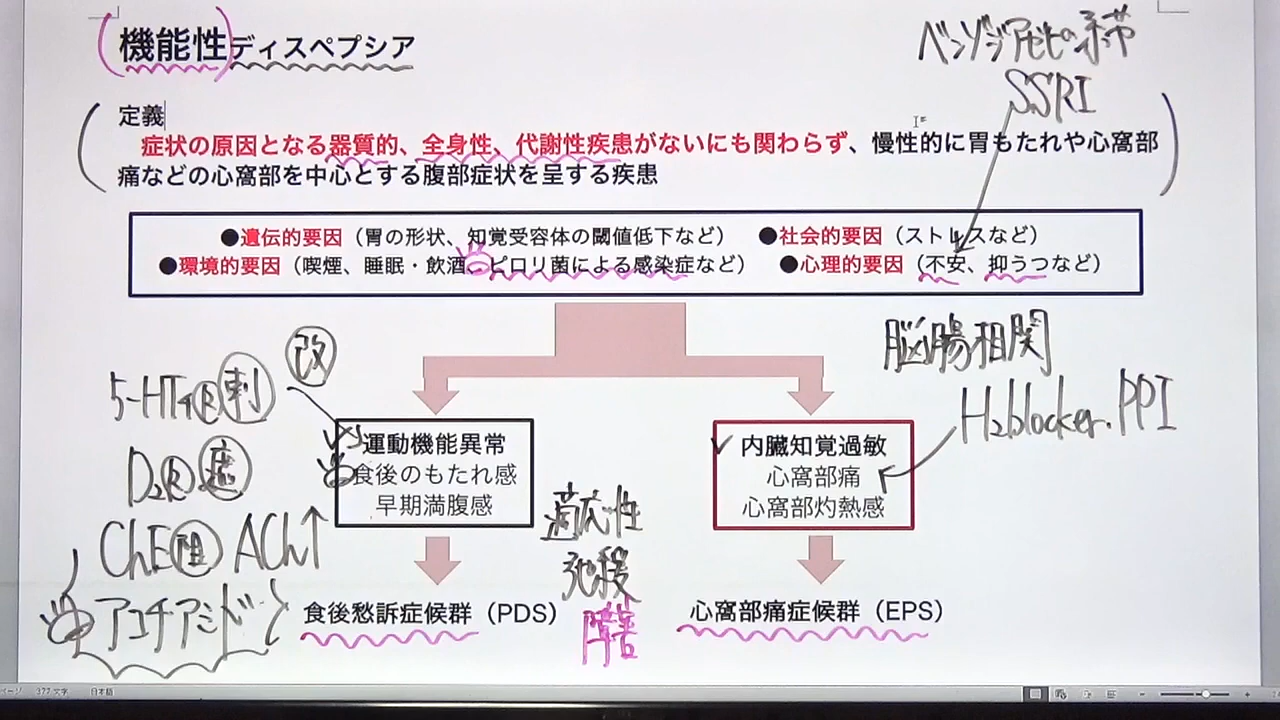 機能性ディスペプシア
ベンゾジアゼピン系
SSRI
定義
症状の原因となる器質的、全身性、代謝性疾患がないにも関わらず、慢性的に胃もたれや心窩部
痛などの心窩部を中心とする腹部症状を呈する疾患
●遺伝的要因（胃の形状、知覚受容体の閾値低下など） ●社会的要因（ストレスなど）
●環境的要因（喫煙、睡眠・飲酒、ピロリ菌による感染症など） ●心理的要因（不安、抑うつなど）
脳腸相関
H2blocker. PPI
改
5-HT4R刺
D2R遮
ChE阻 ACh↑
アコチアミド
運動機能異常
食後のもたれ感
早期満腹感
内臓知覚過敏
心窩部痛
心窩部灼熱感
適応性
弛緩
障害
食後愁訴症候群（PDS）
心窩部痛症候群（EPS）
377 文字 日本語